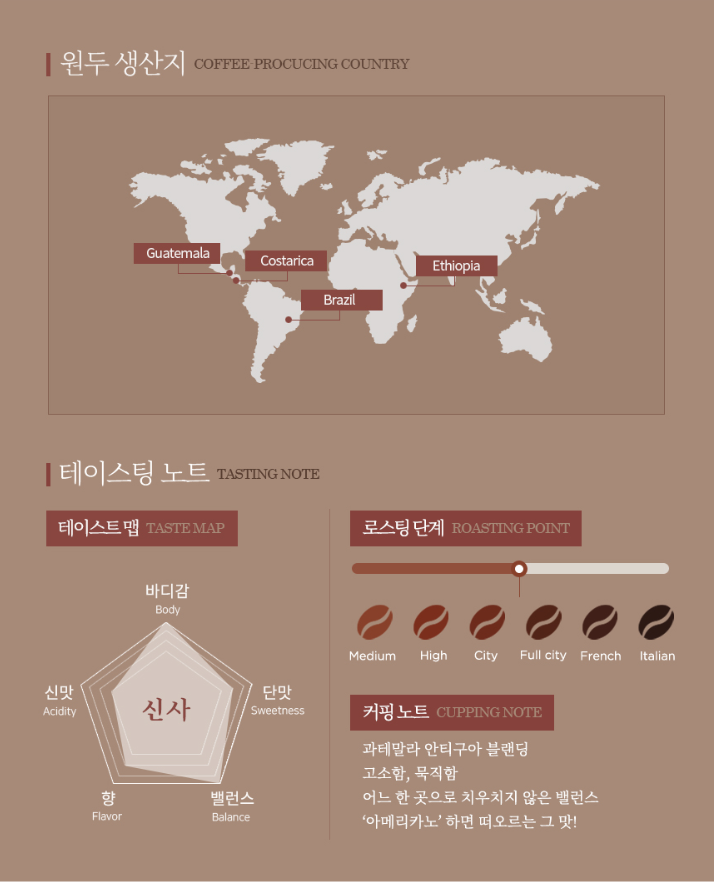 원두 생산지 COFFEE-PROCUCING COUNTRY
Guatemala
Costarica
Ethiopia
Brazil
테이스팅 노트 TASTING NOTE
테이스트 맵 TASTE MAP
바디감
Body
신맛
Acidity
신사
단맛
Sweetness
향
Flavor
밸런스
Balance
로스팅 단계 ROASTING POINT
Medium High City Full city French Italian
커핑 노트 CUPPING NOTE
과테말라 안티구아 블랜딩
고소함, 묵직함
어느 한 곳으로 치우치지 않은 밸런스
‘아메리카노’ 하면 떠오르는 그 맛!